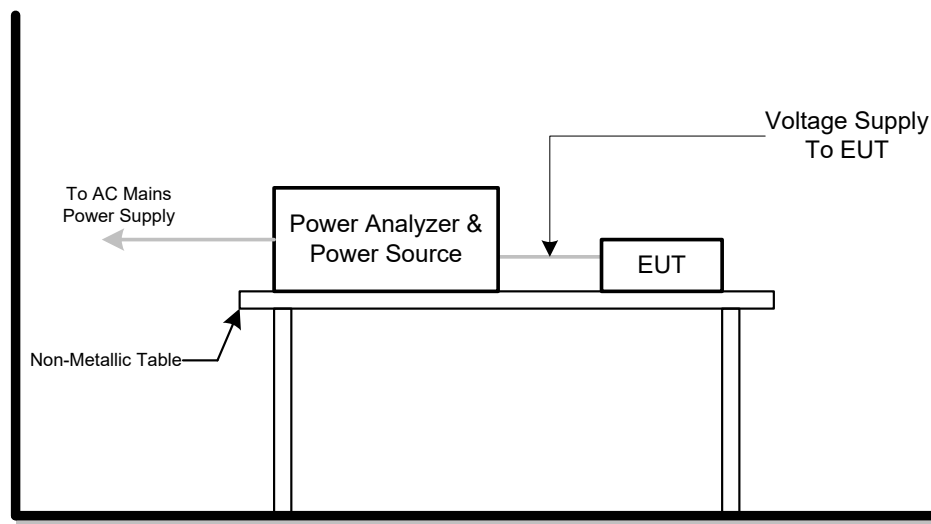 Voltage Supply
To EUT
To AC Mains
Power Supply
Power Analyzer &
Power Source
EUT
Non-Metallic Table